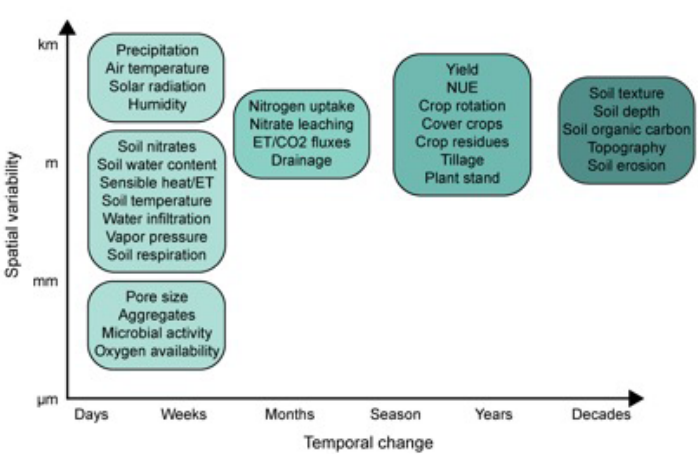 km
Precipitation
Air temperature
Solar radiation
Humidity
Nitrogen uptake
Nitrate leaching
ET/CO2 fluxes
Drainage
Yield
NUE
Crop rotation
Cover crops
Crop residues
Tillage
Plant stand
Soil texture
Soil depth
Soil organic carbon
Topography
Soil erosion
m
Soil nitrates
Soil water content
Sensible heat/ET
Soil temperature
Water infiltration
Vapor pressure
Soil respiration
Spatial variability
mm
Pore size
Aggregates
Microbial activity
Oxygen availability
µm
Days Weeks Months Season Years Decades
Temporal change